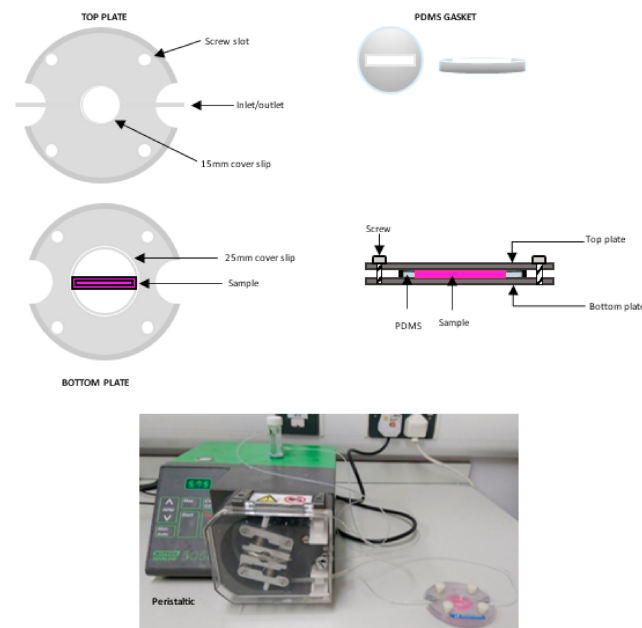 TOP PLATE
PDMS GASKET
Screw slot
Inlet/outlet
15mm cover slip
25mm cover slip
Sample
BOTTOM PLATE
Screw
Top plate
Bottom plate
PDMS
Sample
Peristaltic